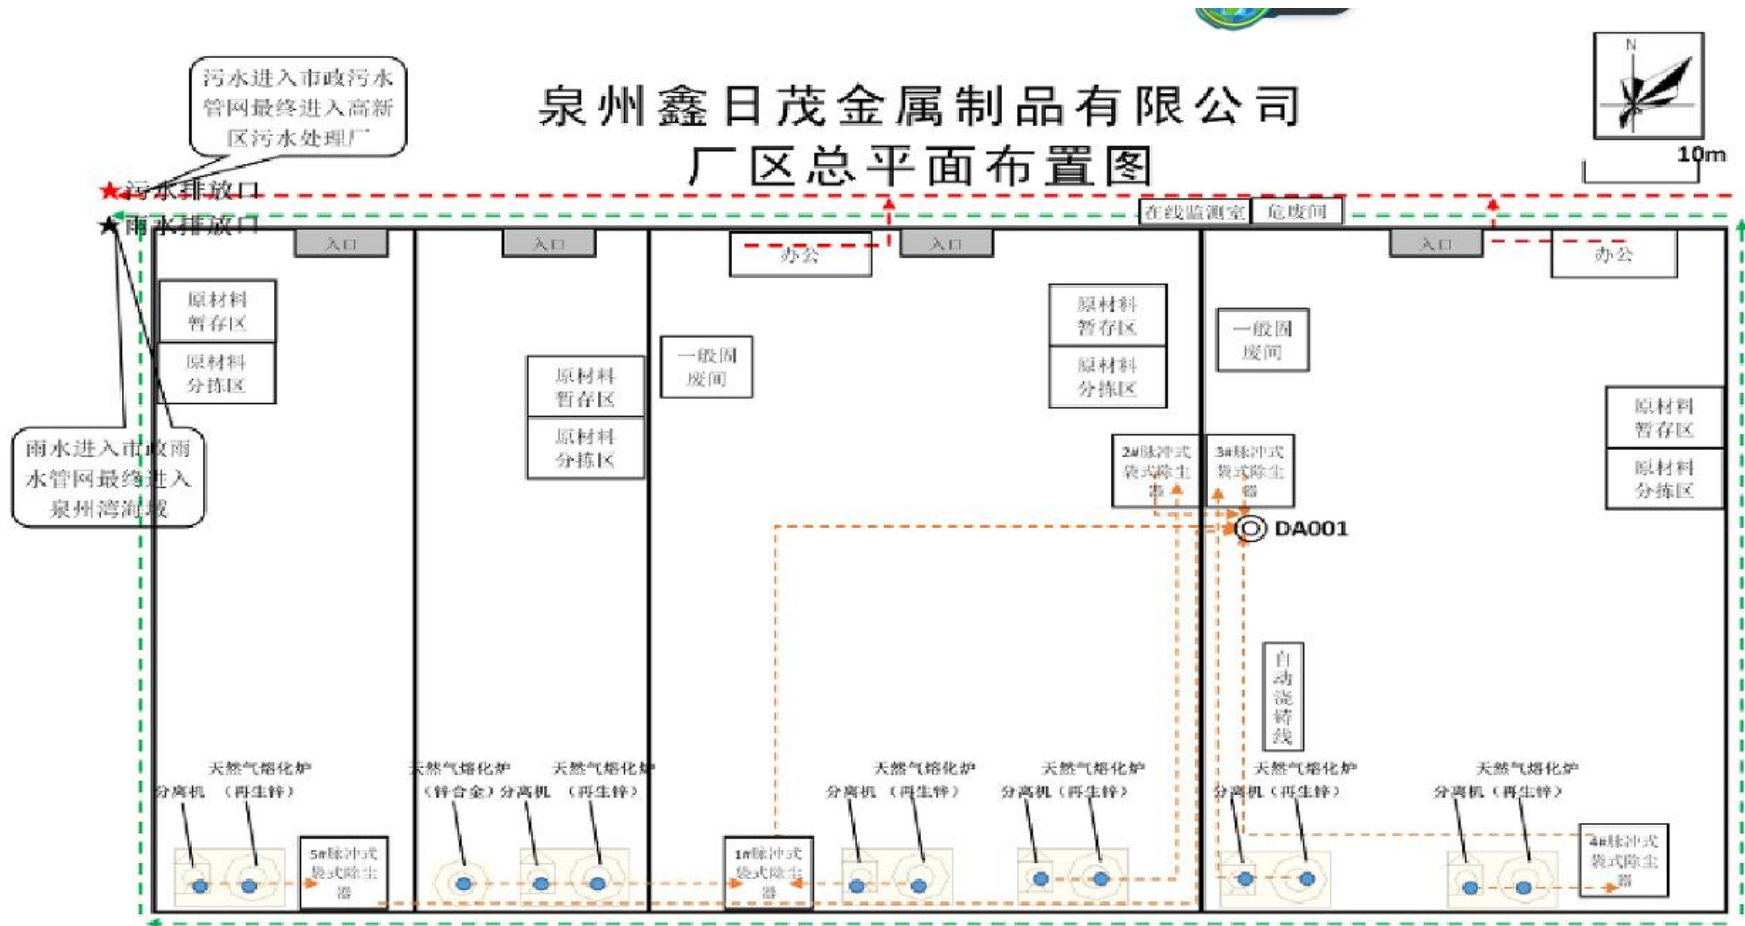 污水进入市政污水
管网最终进入高新
区污水处理厂
泉州鑫日茂金属制品有限公司
厂区总平面布置图
N
10m
污水排放口
雨水排放口
在线监测室
危废间
入口
入口
办公
入口
入口
办公
原材料
暂存区
原材料
分拣区
原材料
暂存区
原材料
分拣区
一般固
废间
原材料
暂存区
原材料
分拣区
一般固
废间
原材料
暂存区
原材料
分拣区
雨水进入市政雨
水管网最终进入
泉州湾海域
2#脉冲式
袋式除尘
器
3#脉冲式
袋式除尘
器
DA001
自
动
浇
铸
线
天然气熔化炉
分离机（再生锌）
天然气熔化炉
（锌合金）
天然气熔化炉
分离机（再生锌）
天然气熔化炉
分离机（再生锌）
天然气熔化炉
分离机（再生锌）
天然气熔化炉
分离机（再生锌）
天然气熔化炉
分离机（再生锌）
5#脉冲式
袋式除尘
器
1#脉冲式
袋式除尘
器
4#脉冲式
袋式除尘
器